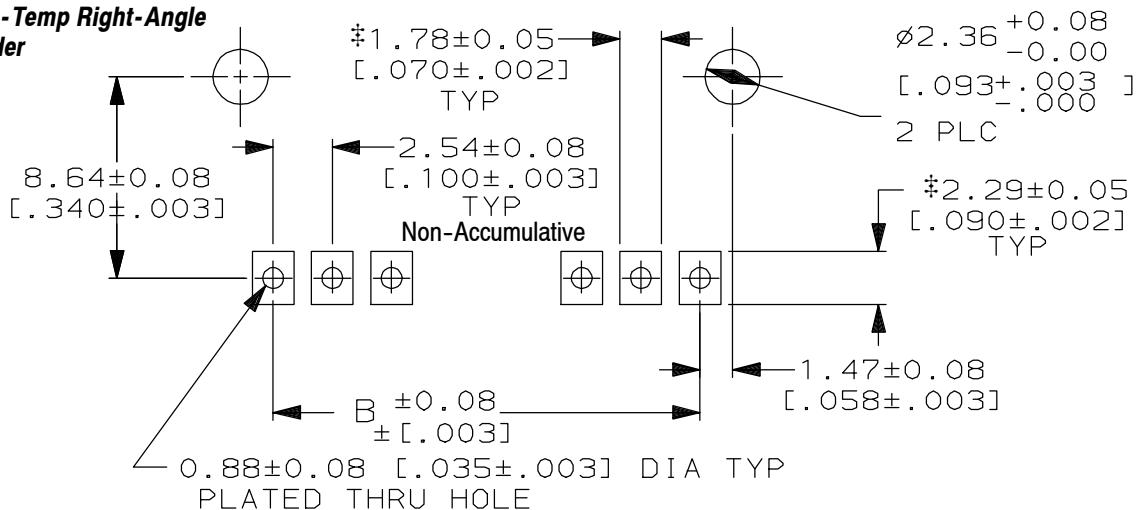 -Temp Right-Angle
‡1.78±0.05
[.070±.002]
TYP
⌀2.36 +0.08
-0.00
[.093 +.003 ]
-.000
2 PLC
2.54±0.08
[.100±.003]
TYP
Non-Accumulative
8.64±0.08
[.340±.003]
‡2.29±0.05
[.090±.002]
TYP
1.47±0.08
[.058±.003]
B ±0.08
±[.003]
0.88±0.08 [.035±.003] DIA TYP
PLATED THRU HOLE